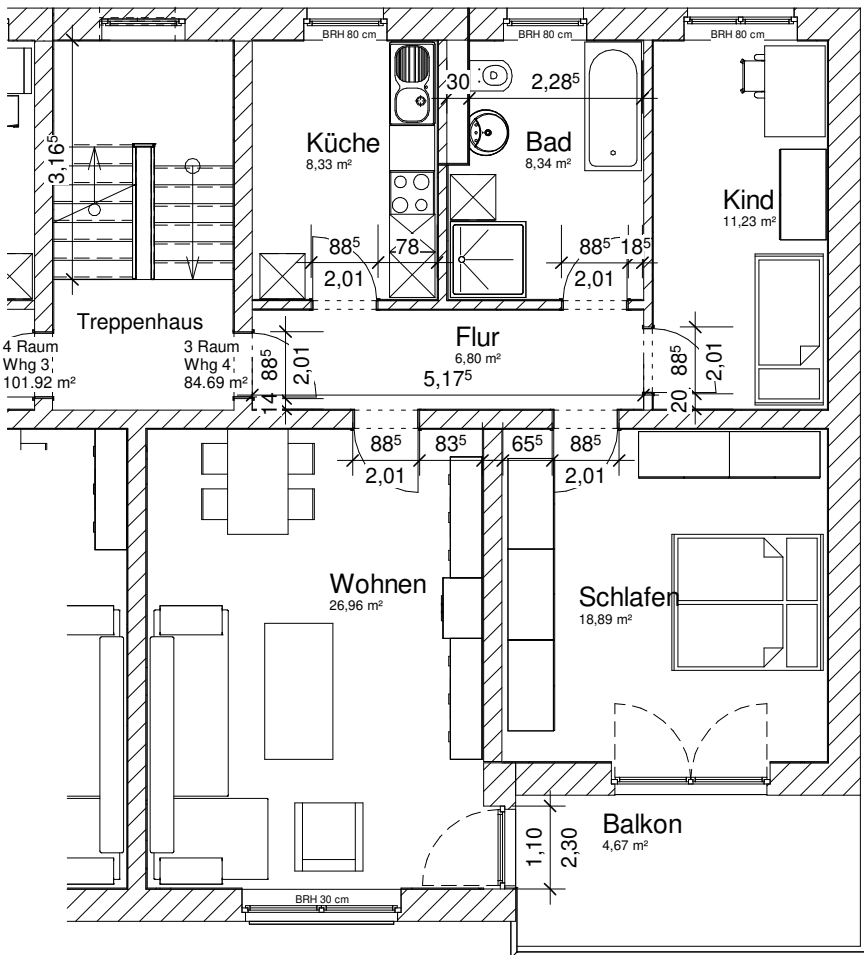 BRH 80 cm
BRH 80 cm
BRH 80 cm
30
2,28⁵
3,16⁵
Küche
8,33 m²
Bad
8,34 m²
Kind
11,23 m²
88⁵
78
88⁵
18⁵
2,01
2,01
Treppenhaus
Flur
6,80 m²
5,17⁵
4 Raum
Whg 3
101.92 m²
3 Raum
Whg 4
84.69 m²
88⁵
2,01
14
88⁵
2,01
20
88⁵
83⁵
65⁵
88⁵
2,01
2,01
Wohnen
26,96 m²
Schlafen
18,89 m²
1,10
2,30
Balkon
4,67 m²
BRH 30 cm